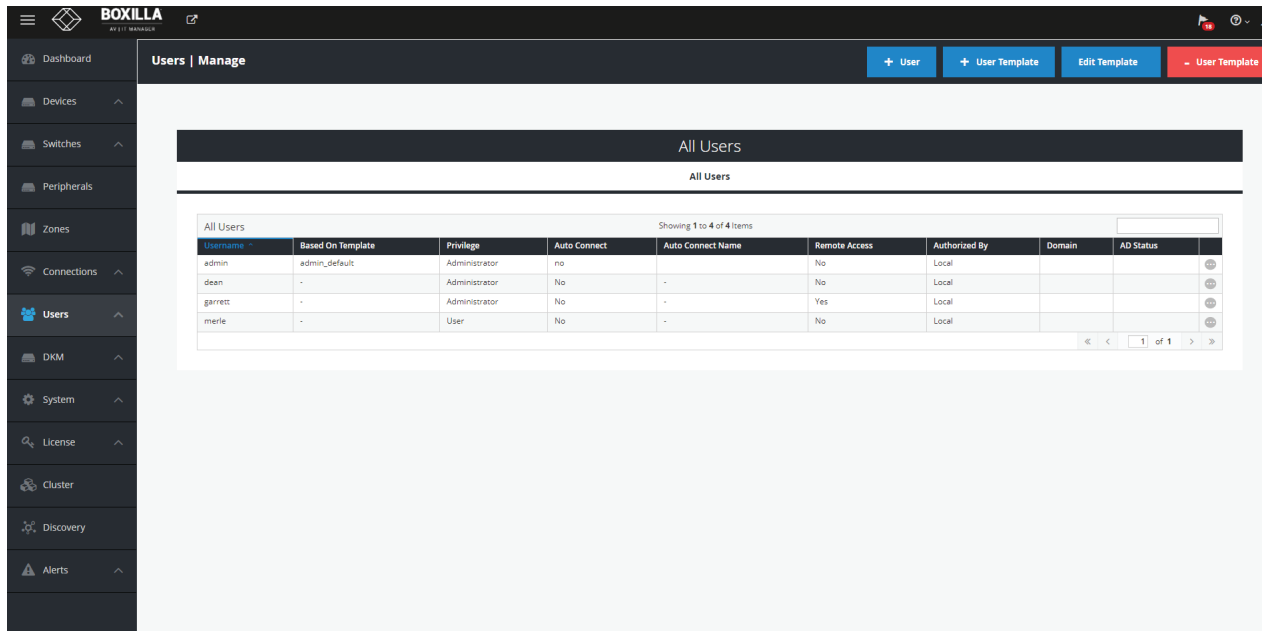 BOXILLA
AV | IT MANAGER
18
Dashboard
Devices
Switches
Peripherals
Zones
Connections
Users
DKM
System
License
Cluster
Discovery
Alerts
Users | Manage
+ User
+ User Template
Edit Template
- User Template
All Users
All Users
All Users Showing 1 to 4 of 4 Items
Username Based On Template Privilege Auto Connect Auto Connect Name Remote Access Authorized By Domain AD Status
admin admin_default Administrator no No Local
dean - Administrator No - No Local
garrett - Administrator No - Yes Local
merle - User No - No Local
« < 1 of 1 > »